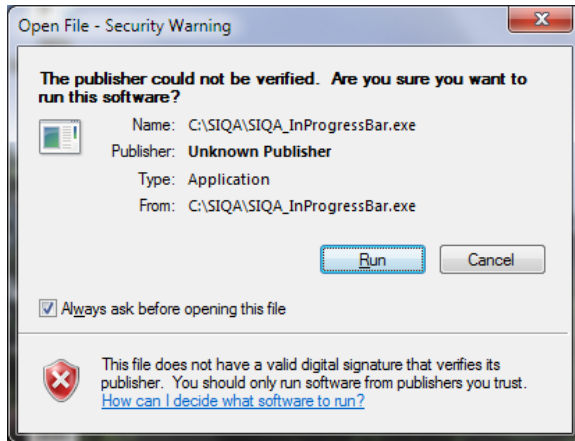 Open File - Security Warning
The publisher could not be verified.  Are you sure you want to
run this software?
Name: C:\SIQA\SIQA_InProgressBar.exe
Publisher: Unknown Publisher
Type: Application
From: C:\SIQA\SIQA_InProgressBar.exe
Run Cancel
Always ask before opening this file
This file does not have a valid digital signature that verifies its
publisher.  You should only run software from publishers you trust.
How can I decide what software to run?